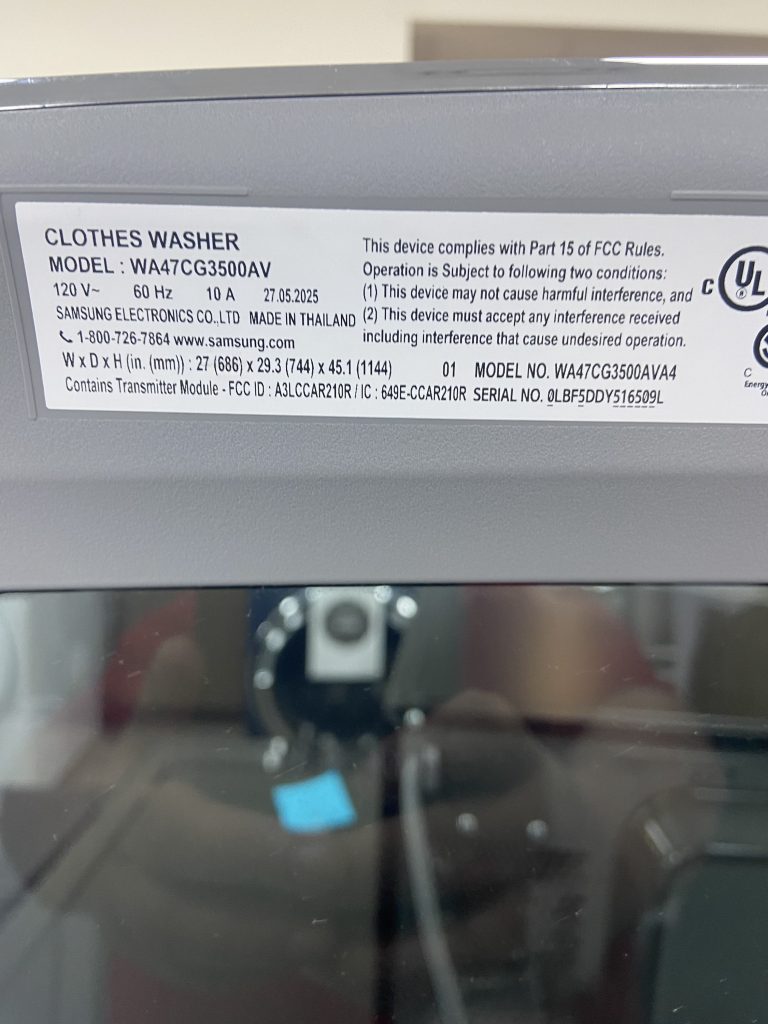 CLOTHES WASHER
MODEL : WA47CG3500AV
120 V~ 60 Hz 10 A 27.05.2025
SAMSUNG ELECTRONICS CO.,LTD MADE IN THAILAND
1-800-726-7864 www.samsung.com
W x D x H (in. (mm)) : 27 (686) x 29.3 (744) x 45.1 (1144)
Contains Transmitter Module - FCC ID : A3LCCAR210R / IC : 649E-CCAR210R
This device complies with Part 15 of FCC Rules.
Operation is Subject to following two conditions:
(1) This device may not cause harmful interference, and
(2) This device must accept any interference received
including interference that cause undesired operation.
01 MODEL NO. WA47CG3500AVA4
SERIAL NO. 0LBF5DDY516509L
C UL
®
C
Energy